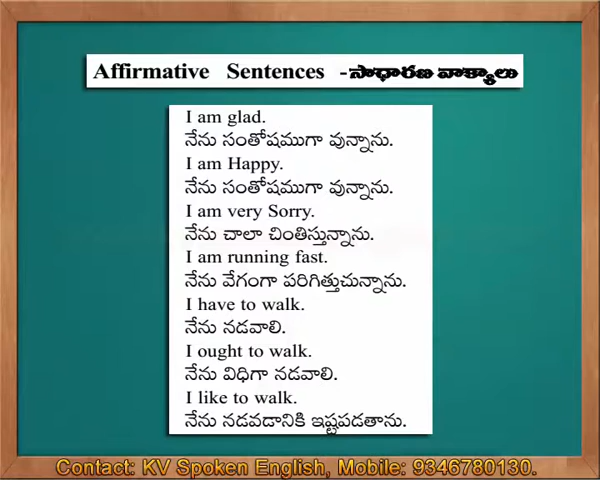 Affirmative Sentences -సాధారణ వాక్యాలు
I am glad.
నేను సంతోషముగా వున్నాను.
I am Happy.
నేను సంతోషముగా వున్నాను.
I am very Sorry.
నేను చాలా చింతిస్తున్నాను.
I am running fast.
నేను వేగంగా పరిగిత్తుచున్నాను.
I have to walk.
నేను నడవాలి.
I ought to walk.
నేను విధిగా నడవాలి.
I like to walk.
నేను నడవడానికి ఇష్టపడతాను.
Contact: KV Spoken English, Mobile: 9346780130.